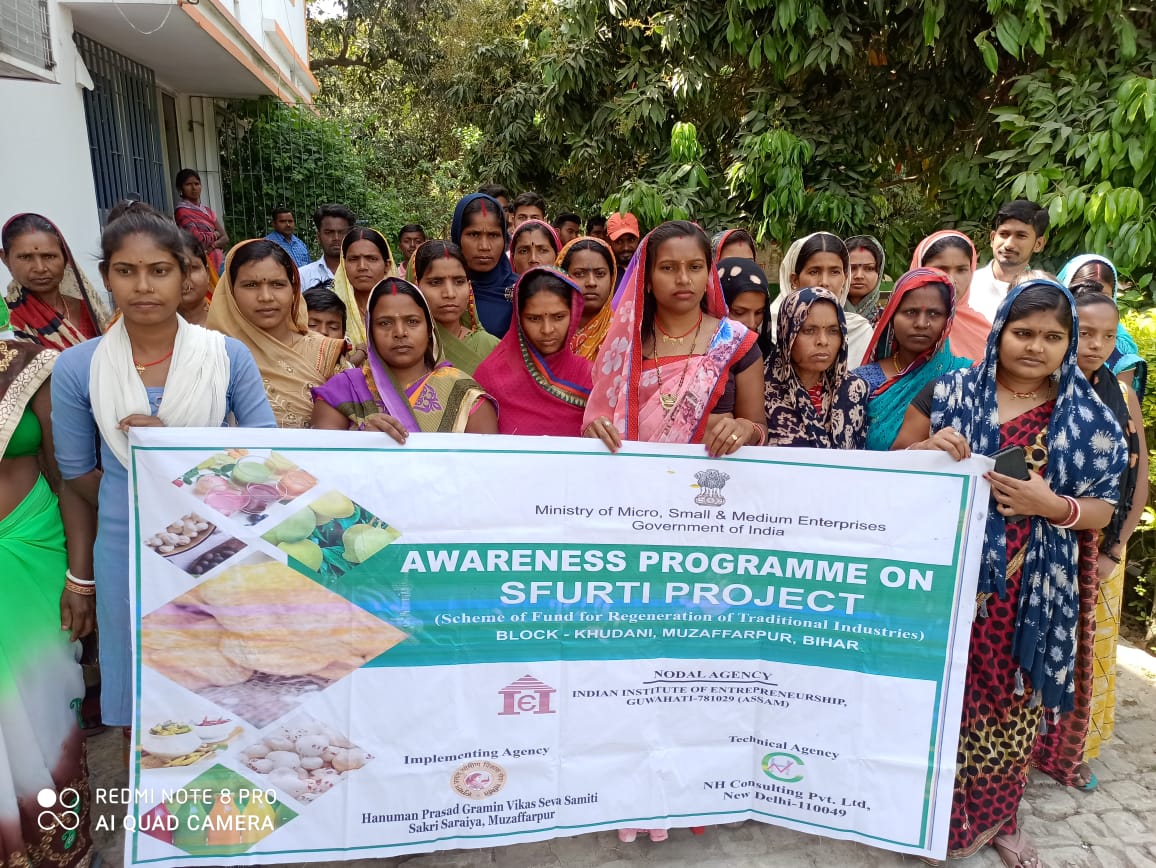 Ministry of Micro, Small & Medium Enterprises
Government of India
AWARENESS PROGRAMME ON
SFURTI PROJECT
(Scheme of Fund for Regeneration of Traditional Industries)
BLOCK - KHUDANI, MUZAFFARPUR, BIHAR
NODAL AGENCY
INDIAN INSTITUTE OF ENTREPRENEURSHIP,
GUWAHATI-781029 (ASSAM)
Implementing Agency
Hanuman Prasad Gramin Vikas Seva Samiti
Sakri Saraiya, Muzaffarpur
Technical Agency
NH Consulting Pvt. Ltd,
New Delhi-110049
REDMI NOTE 8 PRO
AI QUAD CAMERA